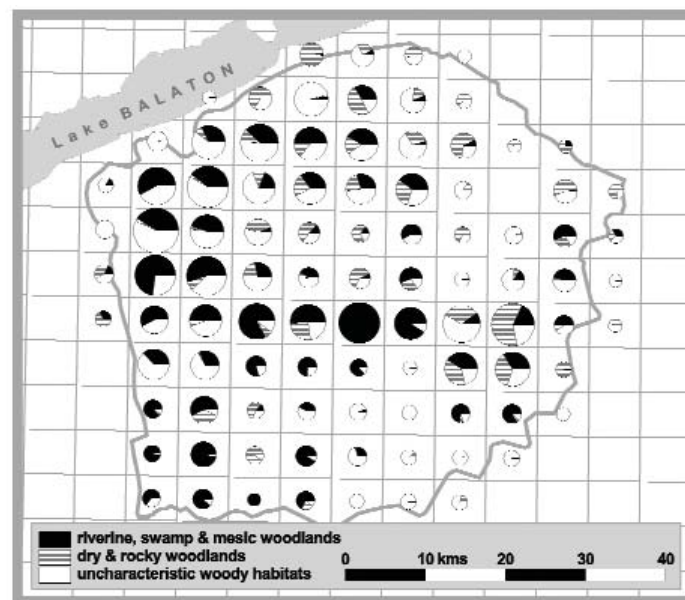 Lake BALATON
riverine, swamp & mesic woodlands
dry & rocky woodlands
uncharacteristic woody habitats
0 10 kms 20 30 40